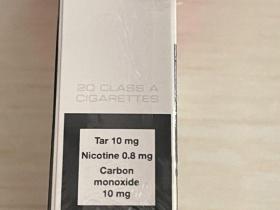 20 CLASS A
CIGARETTES
Tar 10 mg
Nicotine 0.8 mg
Carbon
monoxide
10 mg